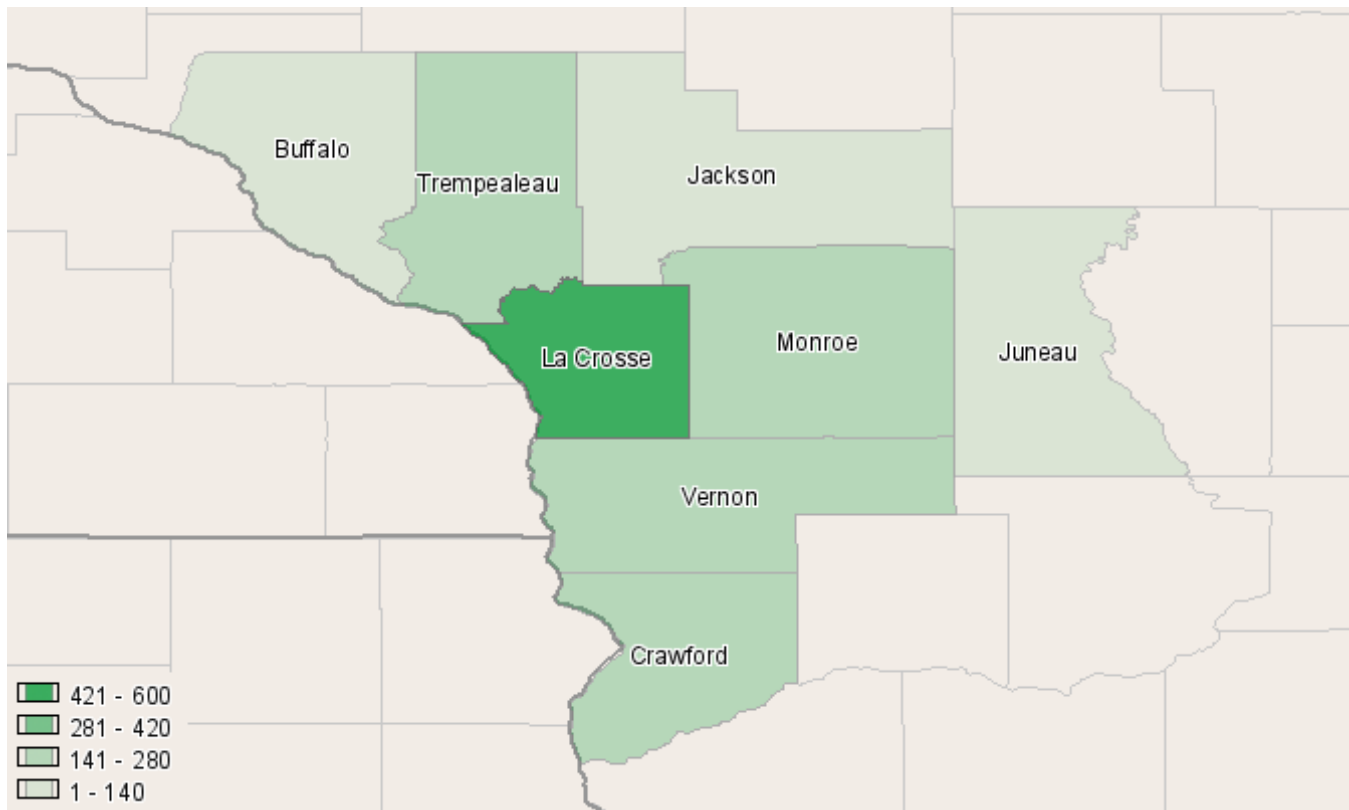 Buffalo
Trempealeau
Jackson
La Crosse
Monroe
Juneau
Vernon
Crawford
421 - 600
281 - 420
141 - 280
1 - 140